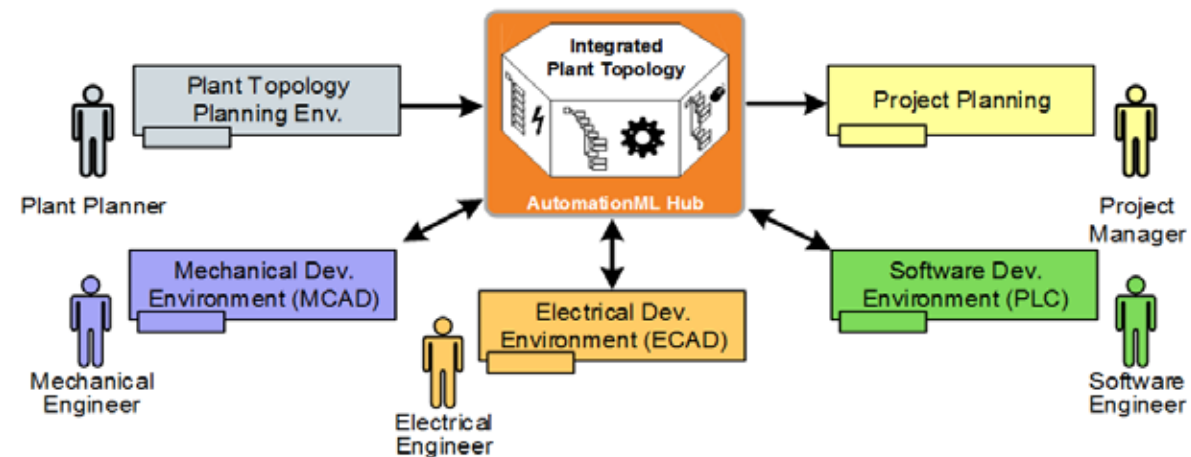 Integrated
Plant Topology
AutomationML Hub
Plant Topology
Planning Env.
Plant Planner
Project Planning
Project
Manager
Mechanical Dev.
Environment (MCAD)
Mechanical
Engineer
Electrical Dev.
Environment (ECAD)
Electrical
Engineer
Software Dev.
Environment (PLC)
Software
Engineer